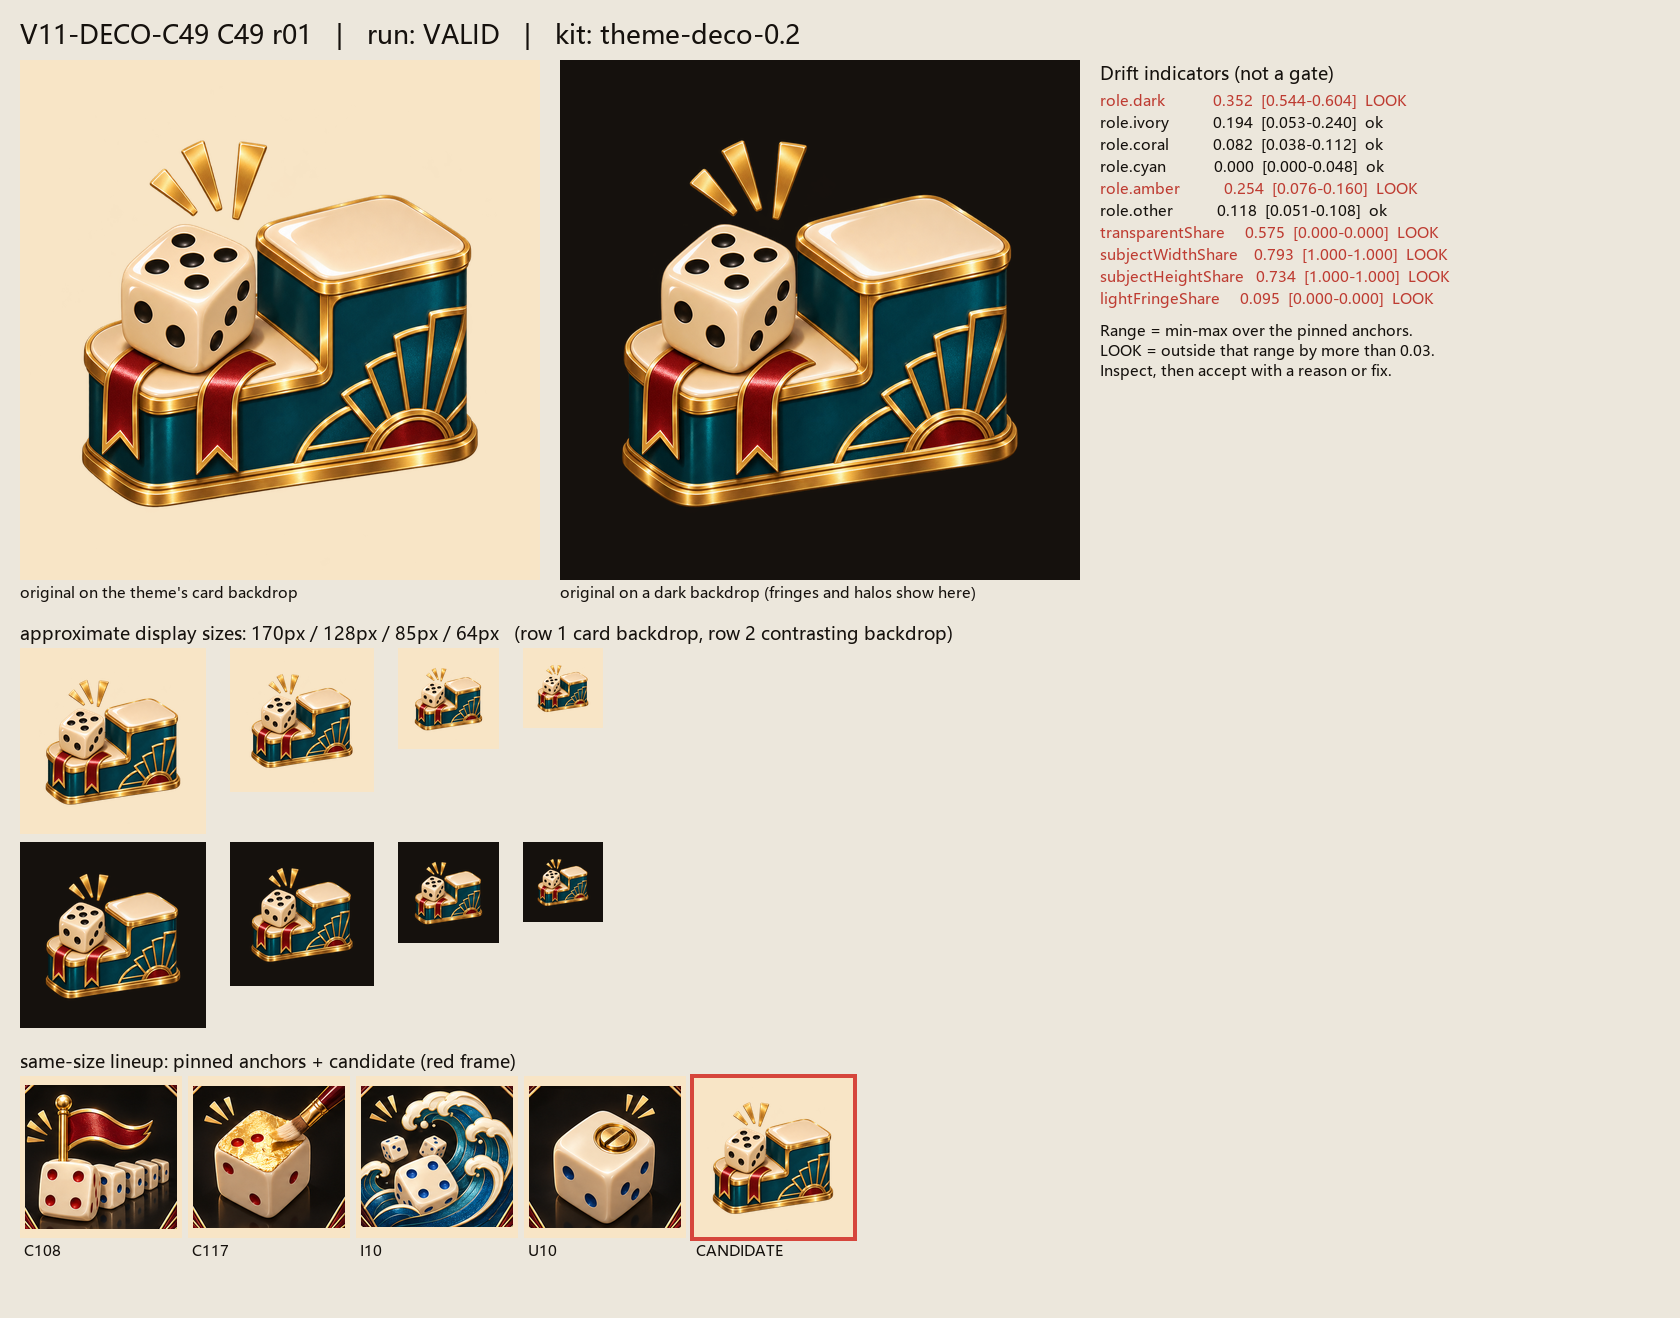 V11-DECO-C49 C49 r01   |   run: VALID   |   kit: theme-deco-0.2
Drift indicators (not a gate)
role.dark 0.352 [0.544-0.604] LOOK
role.ivory 0.194 [0.053-0.240] ok
role.coral 0.082 [0.038-0.112] ok
role.cyan 0.000 [0.000-0.048] ok
role.amber 0.254 [0.076-0.160] LOOK
role.other 0.118 [0.051-0.108] ok
transparentShare 0.575 [0.000-0.000] LOOK
subjectWidthShare 0.793 [1.000-1.000] LOOK
subjectHeightShare 0.734 [1.000-1.000] LOOK
lightFringeShare 0.095 [0.000-0.000] LOOK
Range = min-max over the pinned anchors.
LOOK = outside that range by more than 0.03.
Inspect, then accept with a reason or fix.
original on the theme's card backdrop
original on a dark backdrop (fringes and halos show here)
approximate display sizes: 170px / 128px / 85px / 64px   (row 1 card backdrop, row 2 contrasting backdrop)
same-size lineup: pinned anchors + candidate (red frame)
C108
C117
I10
U10
CANDIDATE